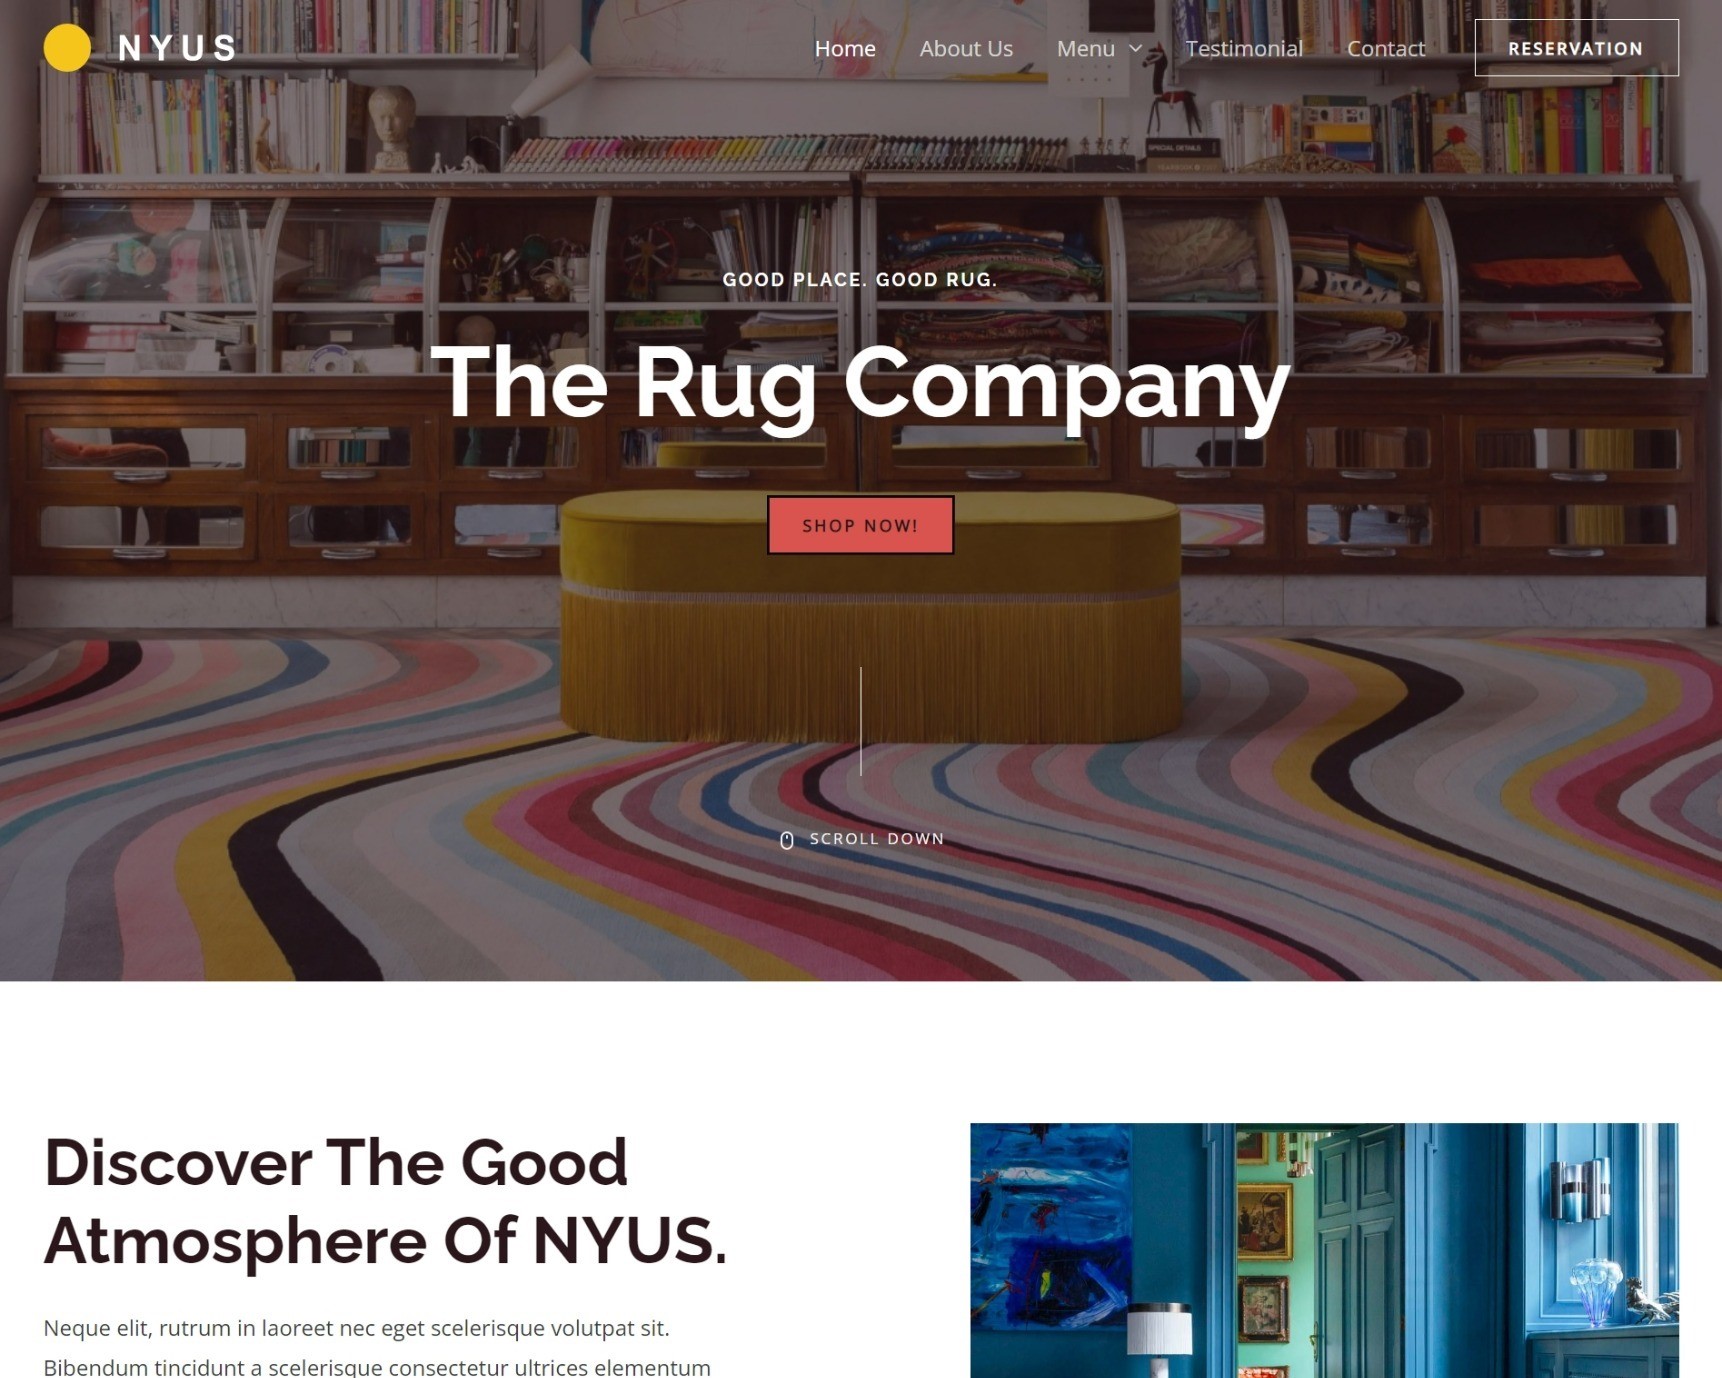 NYUS
Home About Us Menu Testimonial Contact RESERVATION
SPECIAL DETAILS
GOOD PLACE. GOOD RUG.
The Rug Company
SHOP NOW!
SCROLL DOWN
Discover The Good
Atmosphere Of NYUS.
Neque elit, rutrum in laoreet nec eget scelerisque volutpat sit.
Bibendum tincidunt a scelerisque consectetur ultrices elementum